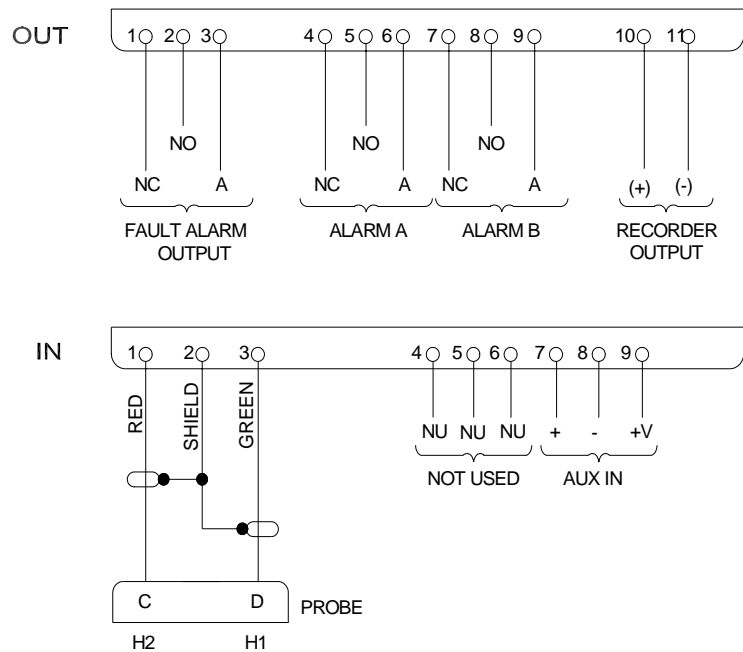 OUT
1 2 3 4 5 6 7 8 9 10 11
NO NO NO
NC A NC A NC A (+) (-)
FAULT ALARM
OUTPUT
ALARM A
ALARM B
RECORDER
OUTPUT
IN
1 2 3 4 5 6 7 8 9
RED
SHIELD
GREEN
NU NU NU + - +V
NOT USED
AUX IN
C D
PROBE
H2 H1